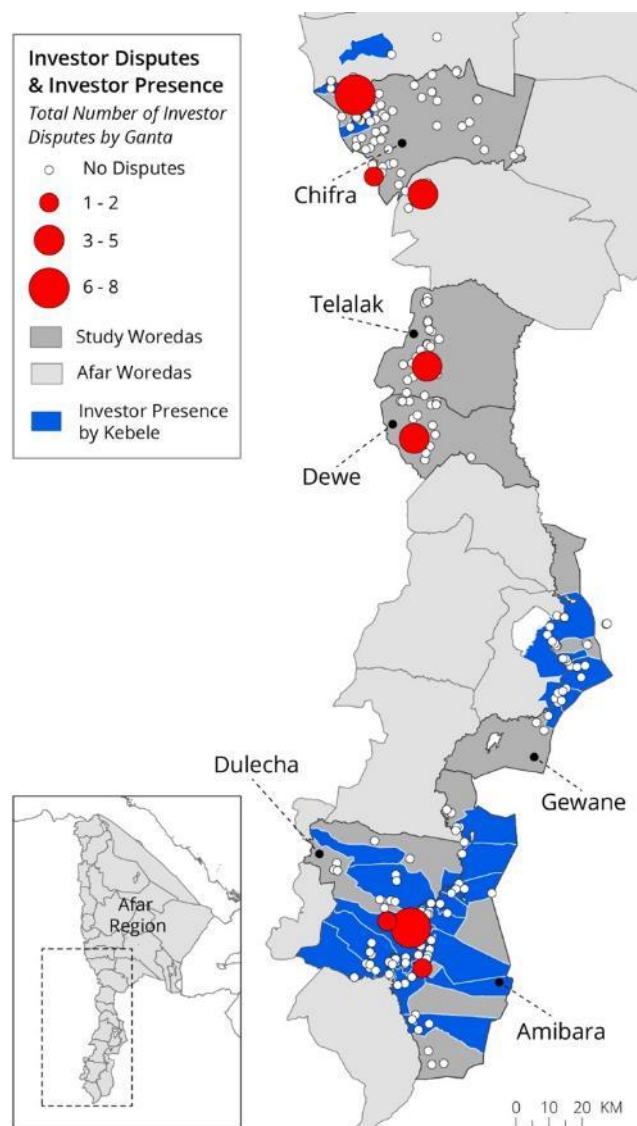 Investor Disputes
& Investor Presence
Total Number of Investor
Disputes by Ganta
No Disputes
1 - 2
3 - 5
6 - 8
Study Woredas
Afar Woredas
Investor Presence
by Kebele
Chifra
Telalak
Dewe
Dulecha
Gewane
Afar
Region
Amibara
0 10 20 KM